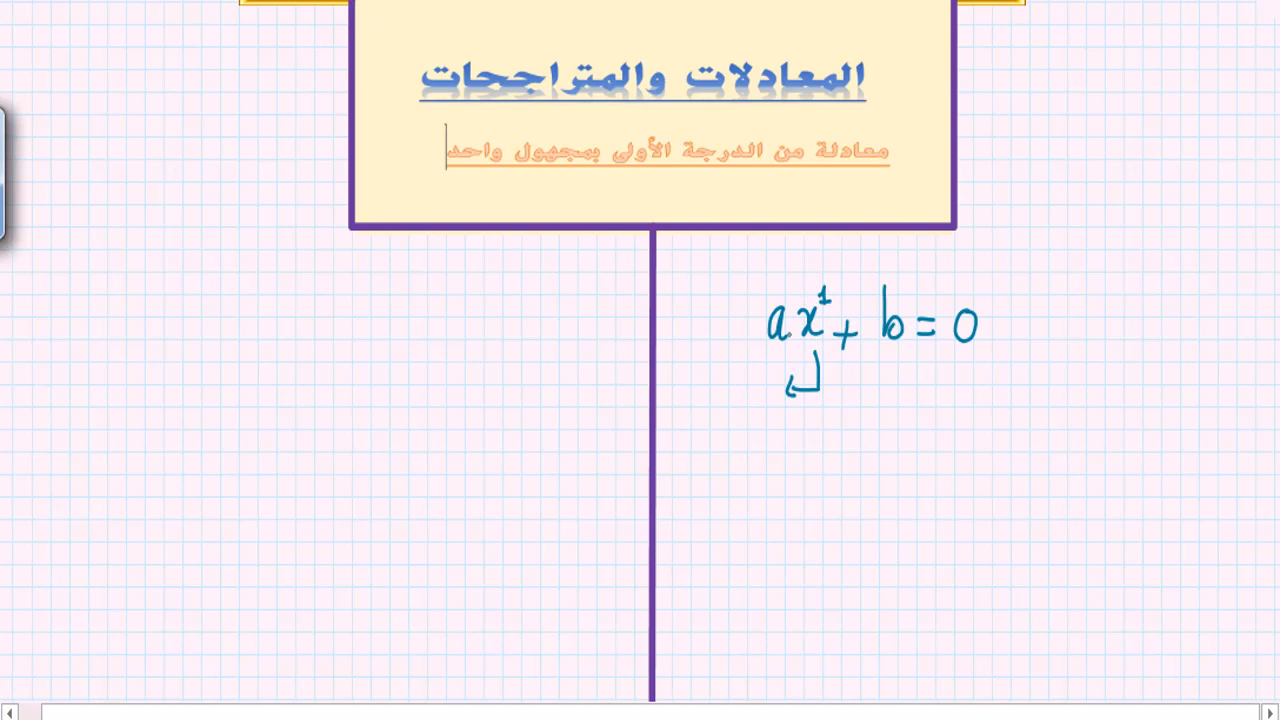 المعادلات والمتراجحات
معادلة من الدرجة الأولى بمجهول واحد
ax¹ + b = 0